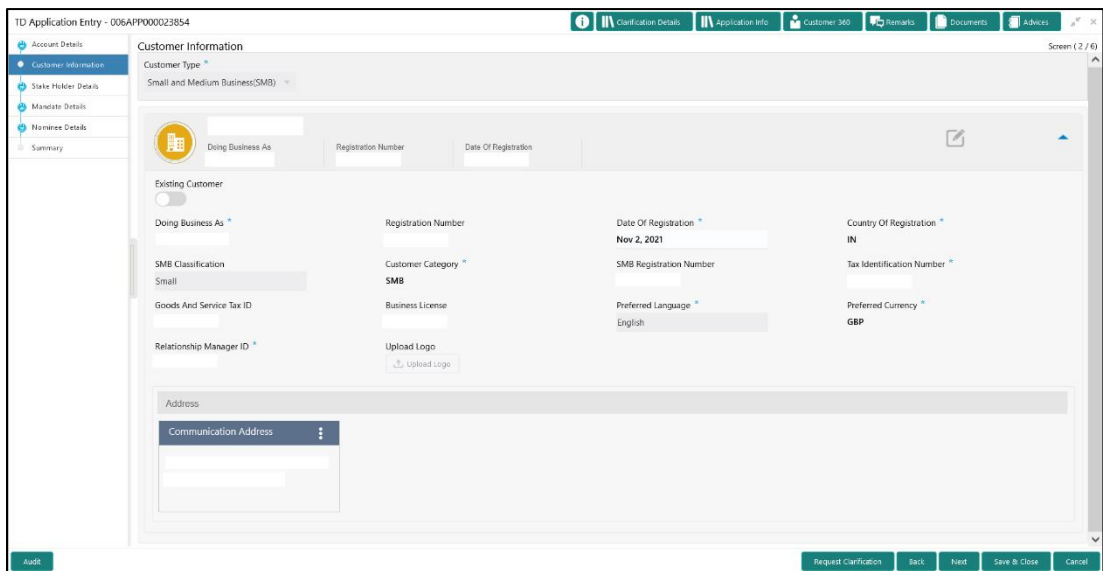 TD Application Entry - 006APP000023854
i Clarification Details Application Info Customer 360 Remarks Documents Advices
Account Details
Customer Information
Stake Holder Details
Mandate Details
Nominee Details
Summary
Customer Information Screen ( 2 / 6)
Customer Type *
Small and Medium Business(SMB)
Doing Business As Registration Number Date Of Registration
Existing Customer
Doing Business As * Registration Number Date Of Registration * Country Of Registration *
Nov 2, 2021 IN
SMB Classification Customer Category * SMB Registration Number Tax Identification Number *
Small SMB
Goods And Service Tax ID Business License Preferred Language * Preferred Currency *
English GBP
Relationship Manager ID * Upload Logo
Upload Logo
Address
Communication Address
Audit Request Clarification Back Next Save & Close Cancel